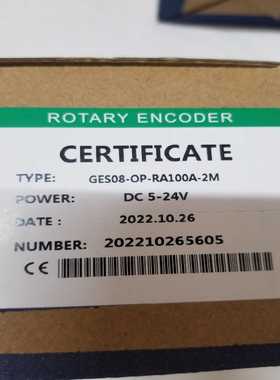 ROTARY ENCODER
CERTIFICATE
TYPE: GES08-OP-RA100A-2M
POWER: DC 5-24V
DATE : 2022.10.26
NUMBER: 202210265605
CE